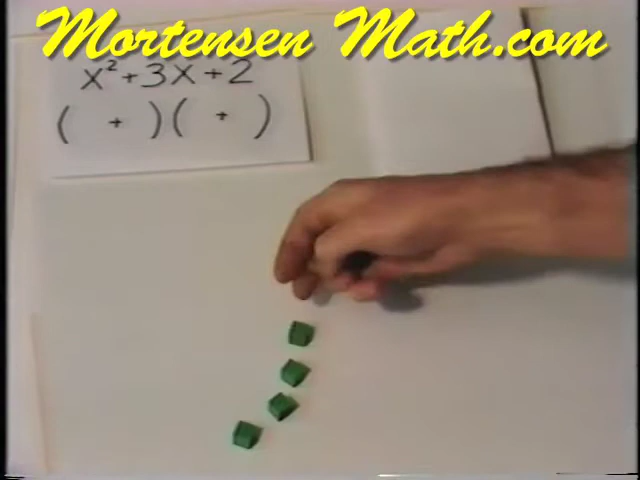 Mortensen Math.com
x²+3x+2
( + )( + )